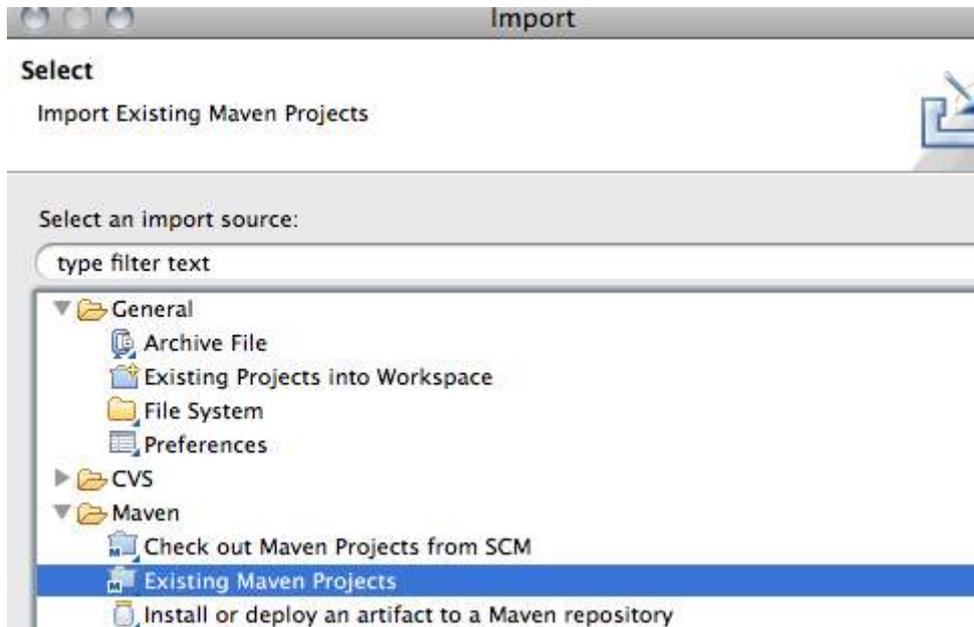 Import
Select
Import Existing Maven Projects
Select an import source:
type filter text
General
Archive File
Existing Projects into Workspace
File System
Preferences
CVS
Maven
Check out Maven Projects from SCM
Existing Maven Projects
Install or deploy an artifact to a Maven repository